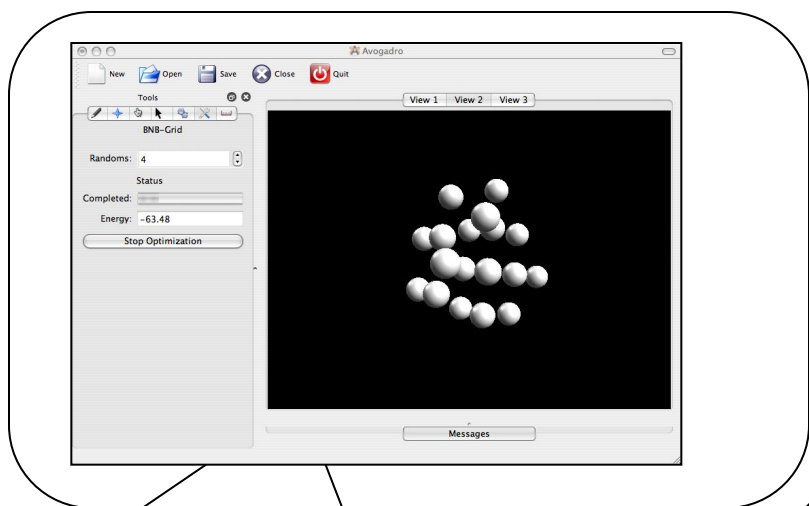 Avogadro
New Open Save Close Quit
Tools
View 1 View 2 View 3
BNB-Grid
Randoms: 4
Status
Completed:
Energy: -63.48
Stop Optimization
Messages